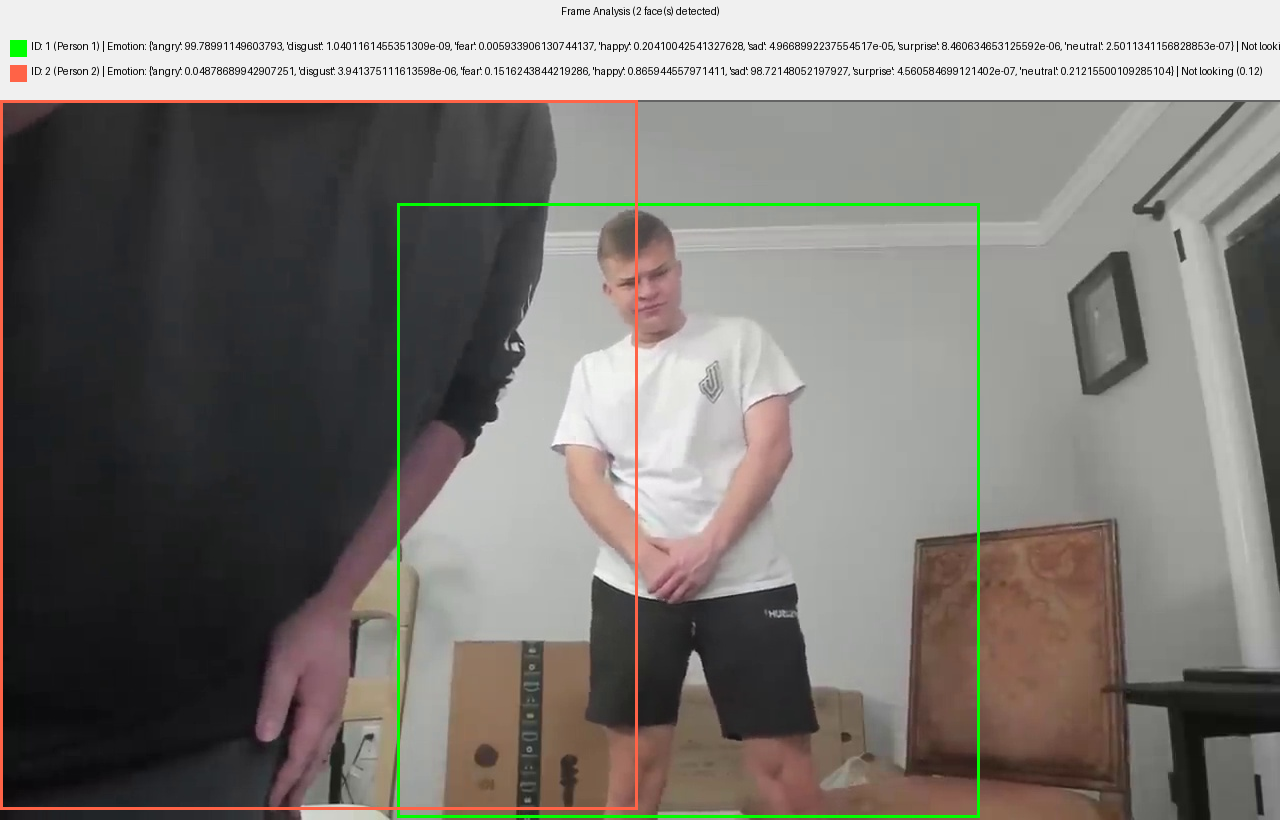 Frame Analysis (2 face(s) detected)
ID: 1 (Person 1) | Emotion: {'angry': 99.78991149603793, 'disgust': 1.0401161455351309e-09, 'fear': 0.005933906130744137, 'happy': 0.20410042541327628, 'sad': 4.9668992237554517e-05, 'surprise': 8.460634653125592e-06, 'neutral': 2.5011341156828853e-07} | Not looki
ID: 2 (Person 2) | Emotion: {'angry': 0.04878689942907251, 'disgust': 3.941375111613598e-06, 'fear': 0.1516243844219286, 'happy': 0.865944557971411, 'sad': 98.72148052197927, 'surprise': 4.560584699121402e-07, 'neutral': 0.21215500109285104} | Not looking (0.12)